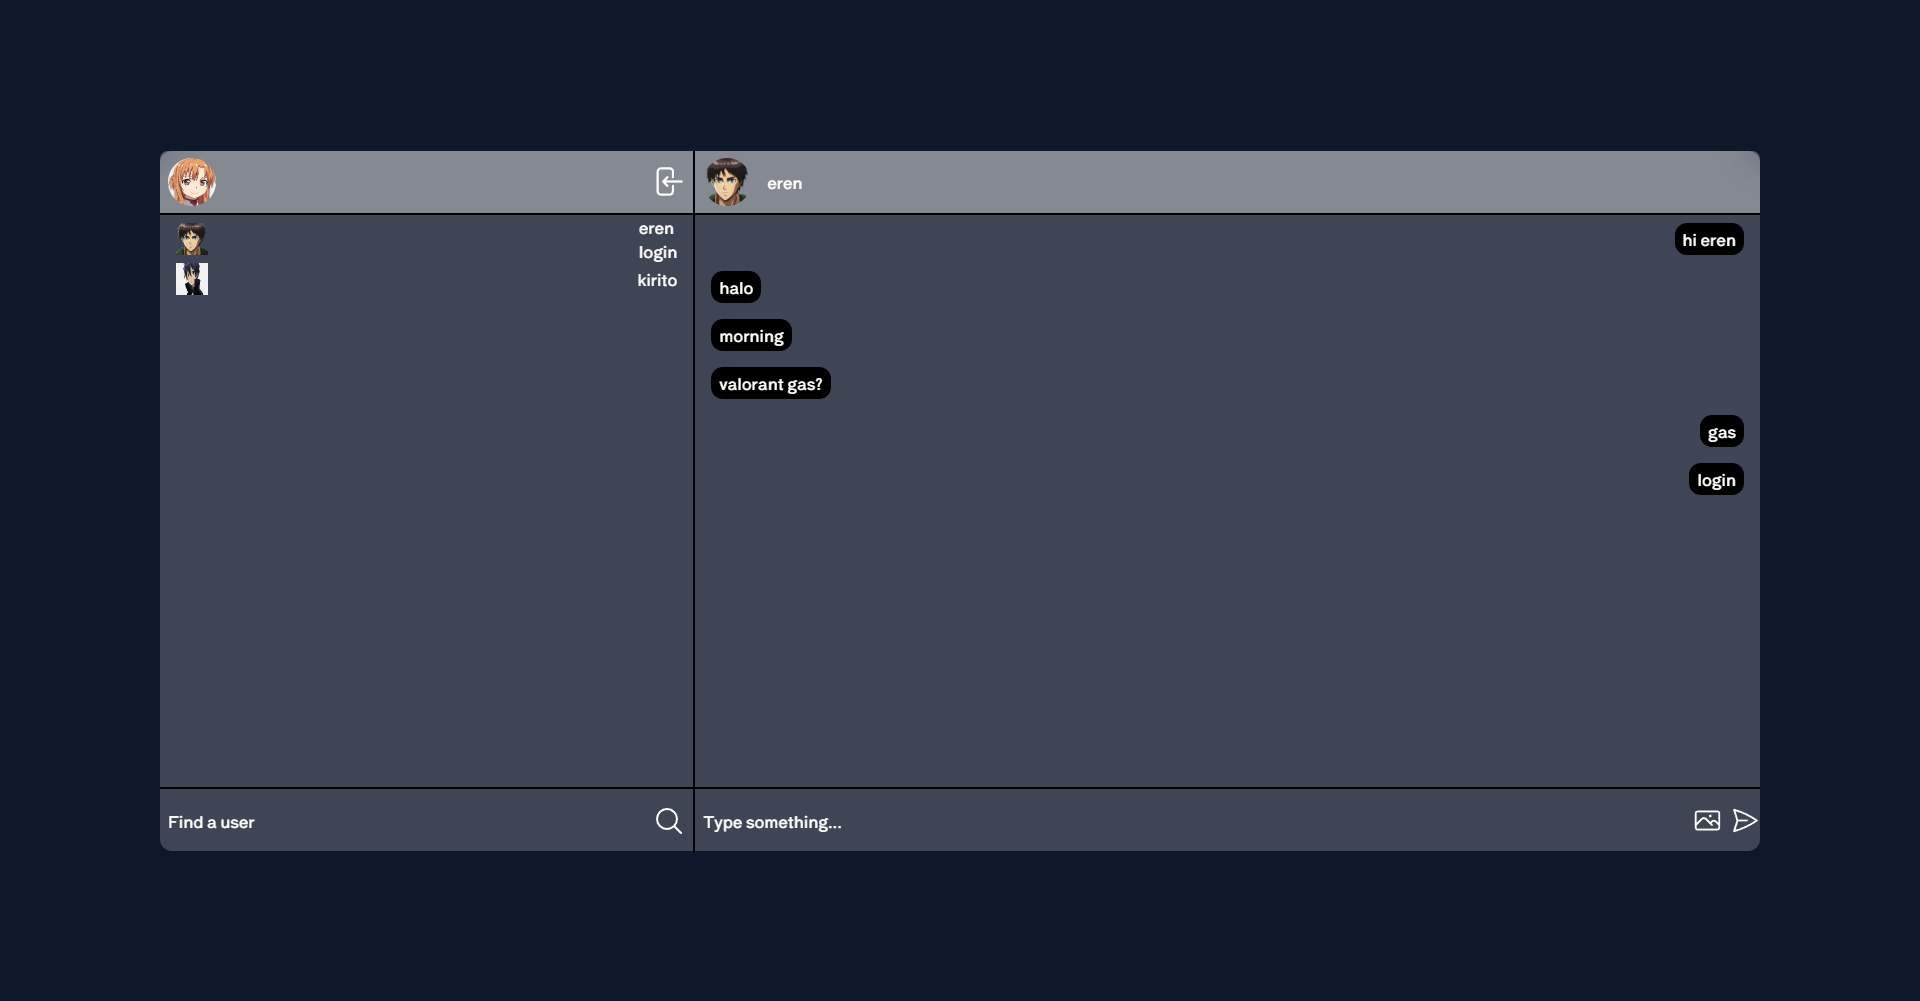 eren
login
kirito
Find a user
eren
hi eren
halo
morning
valorant gas?
gas
login
Type something...